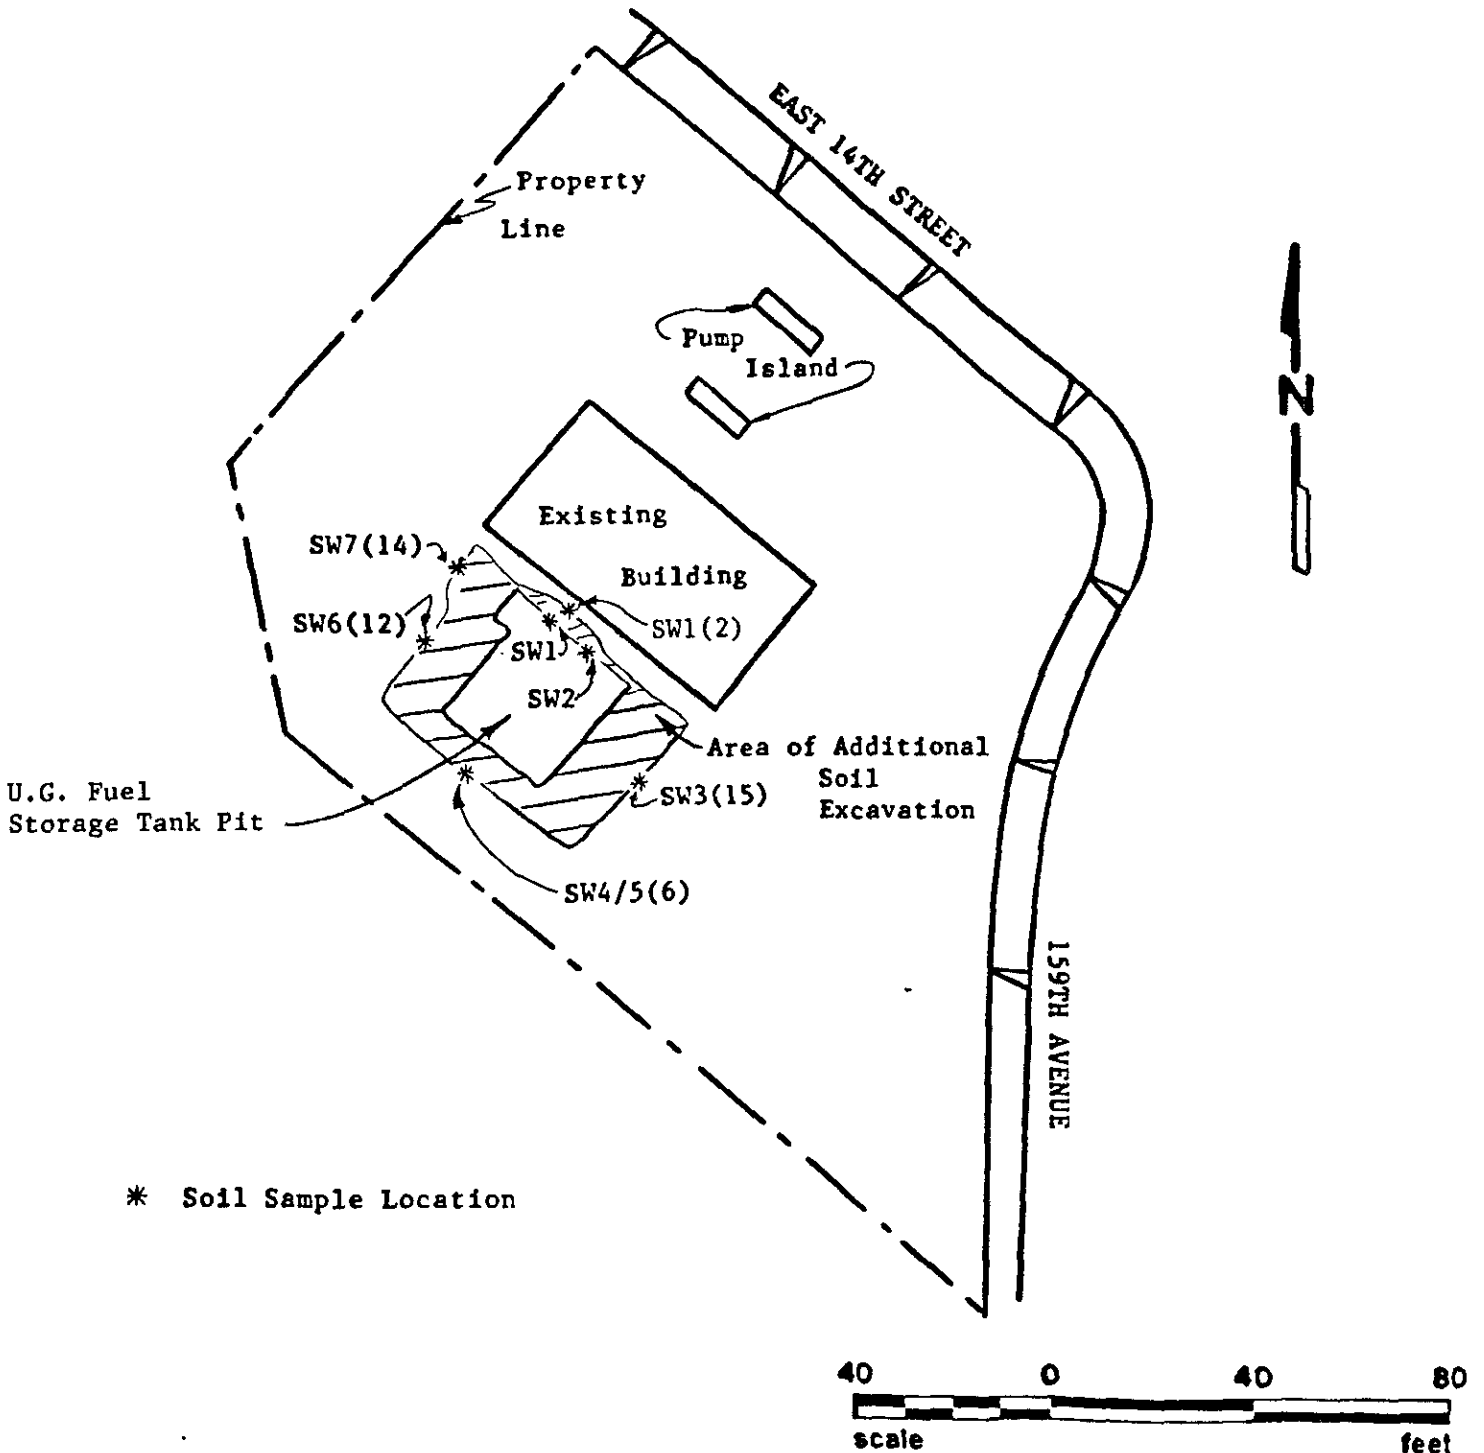 EAST 14TH STREET
Property
Line
Pump
Island
N
Existing
Building
SW7(14)
SW6(12)
SW1(2)
SW1
SW2
Area of Additional
Soil
Excavation
U.G. Fuel
Storage Tank Pit
SW3(15)
SW4/5(6)
159TH AVENUE
* Soil Sample Location
40 0 40 80
scale feet